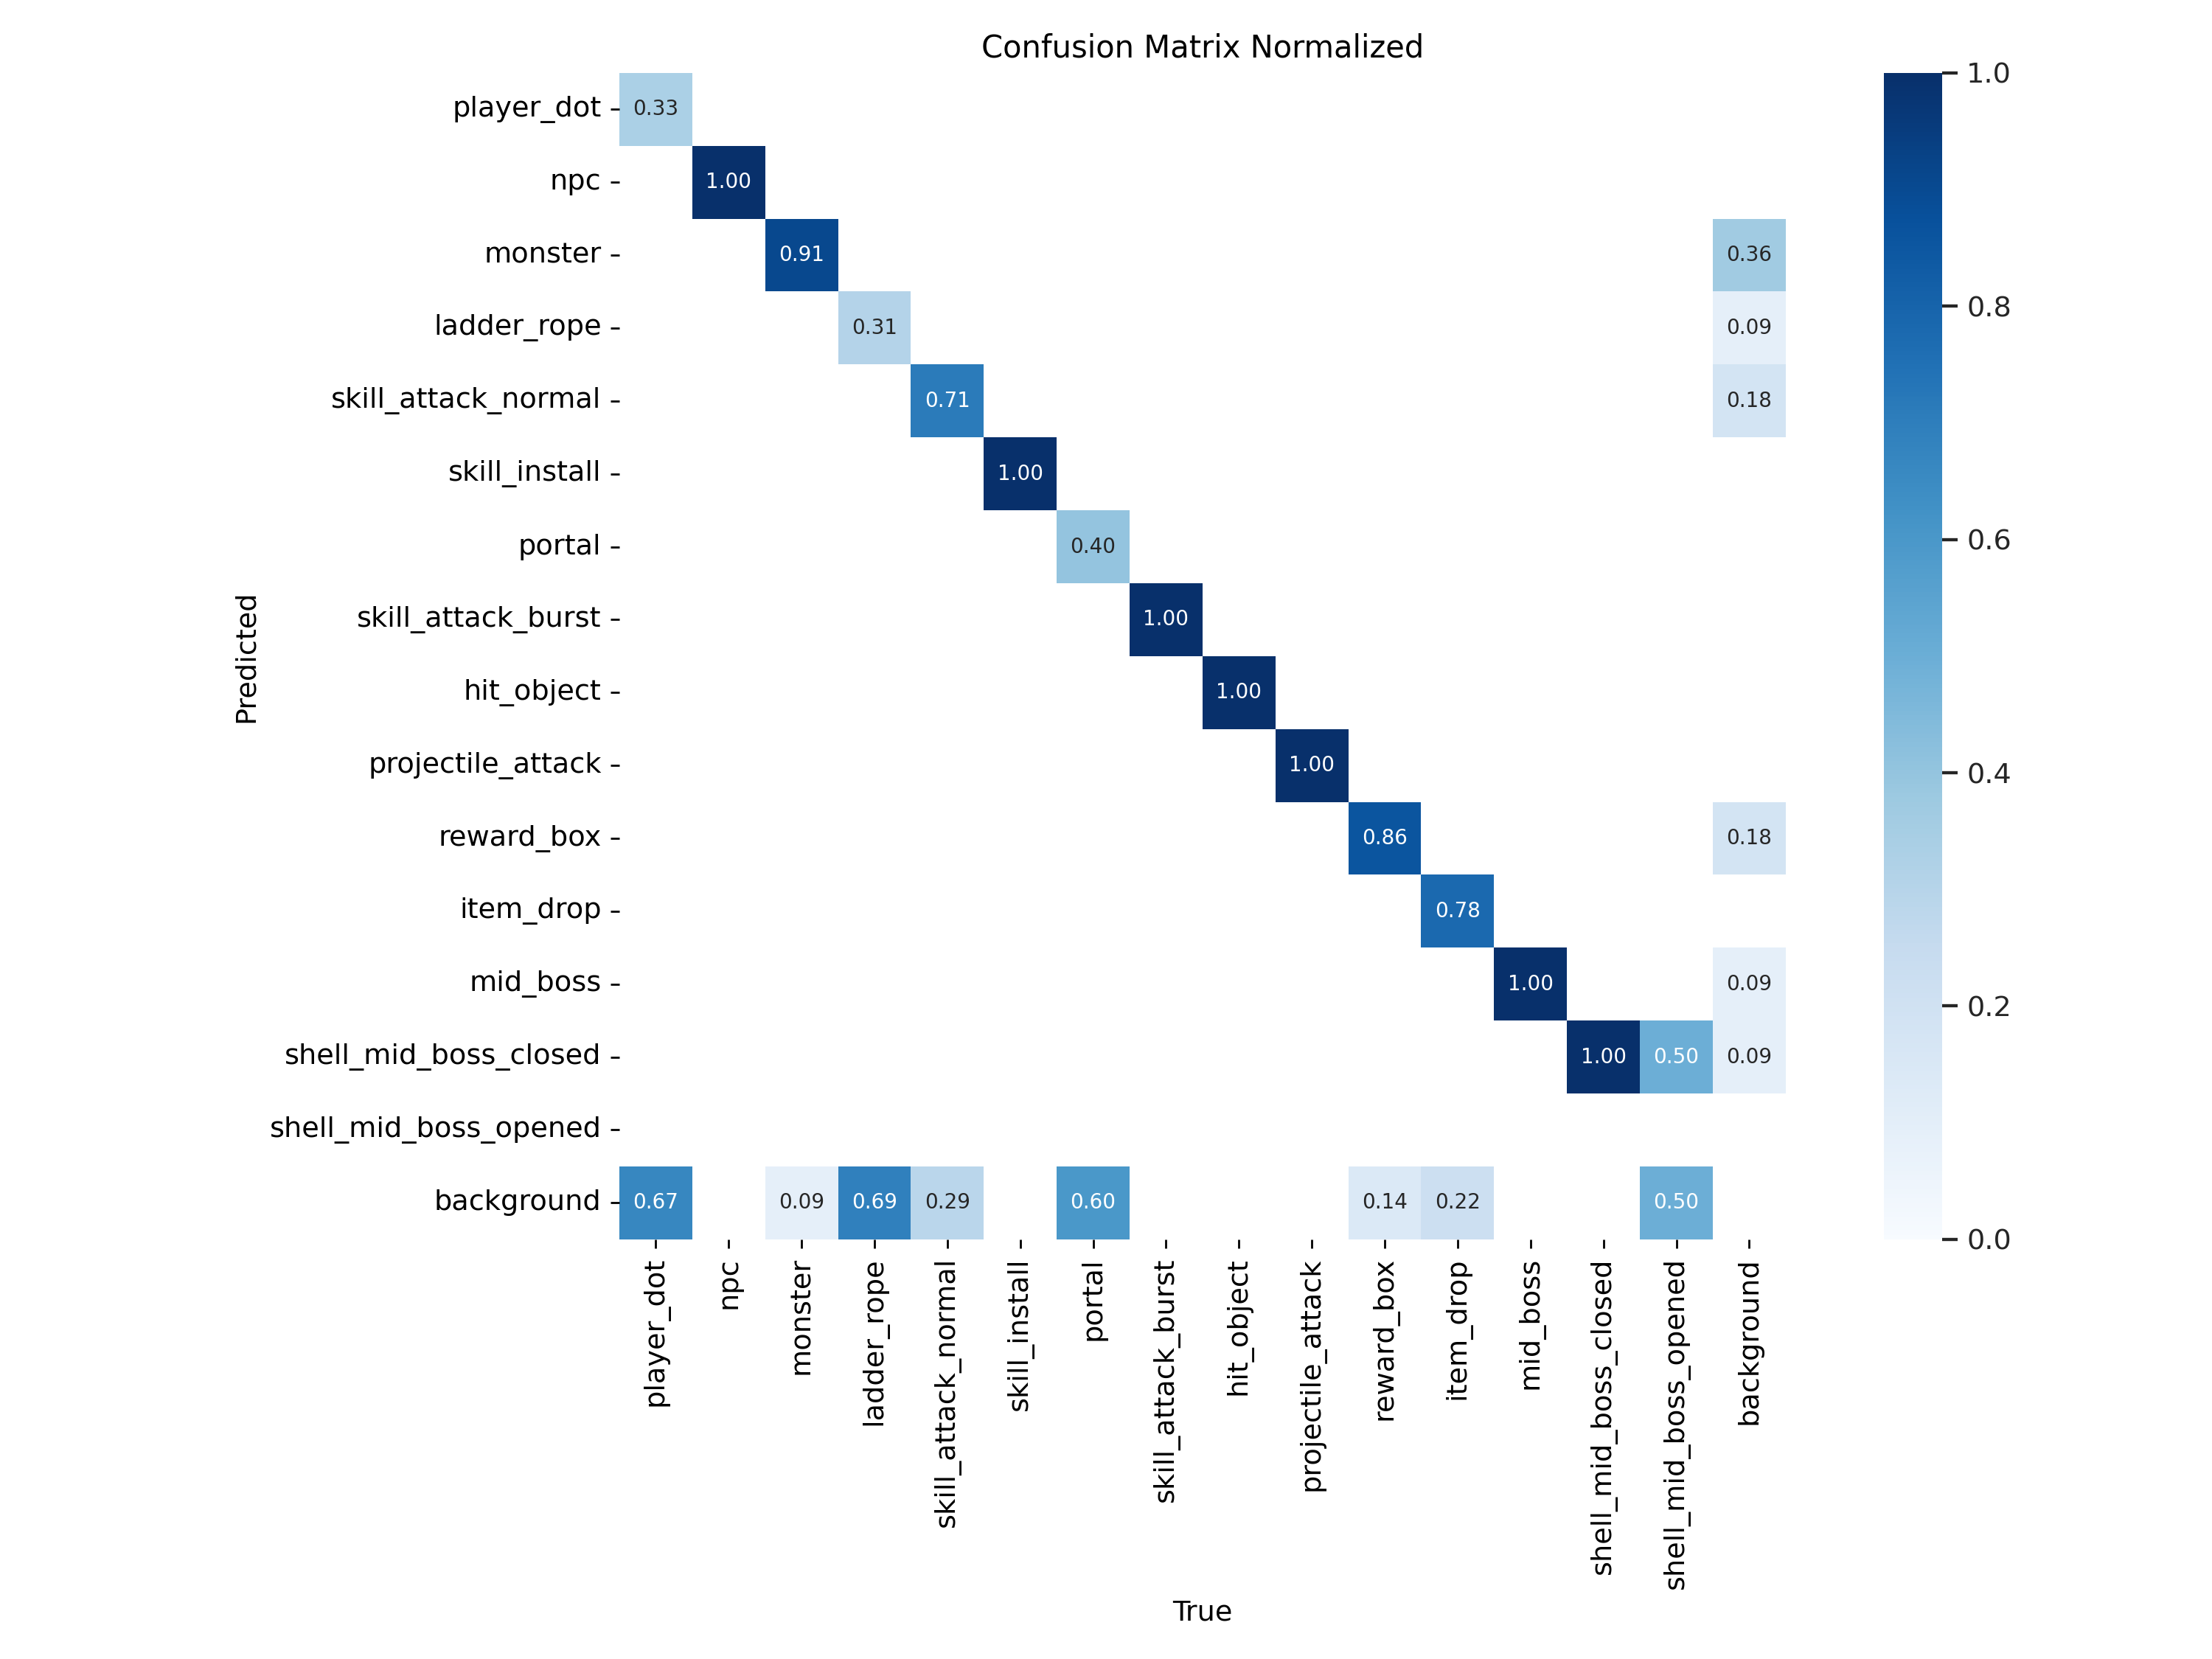 Confusion Matrix Normalized
Predicted
player_dot 0.33
npc 1.00
monster 0.91 0.36
ladder_rope 0.31 0.09
skill_attack_normal 0.71 0.18
skill_install 1.00
portal 0.40
skill_attack_burst 1.00
hit_object 1.00
projectile_attack 1.00
reward_box 0.86 0.18
item_drop 0.78
mid_boss 1.00 0.09
shell_mid_boss_closed 1.00 0.50 0.09
shell_mid_boss_opened
background 0.67 0.09 0.69 0.29 0.60 0.14 0.22 0.50
player_dot
npc
monster
ladder_rope
skill_attack_normal
skill_install
portal
skill_attack_burst
hit_object
projectile_attack
reward_box
item_drop
mid_boss
shell_mid_boss_closed
shell_mid_boss_opened
background
True
1.0
0.8
0.6
0.4
0.2
0.0